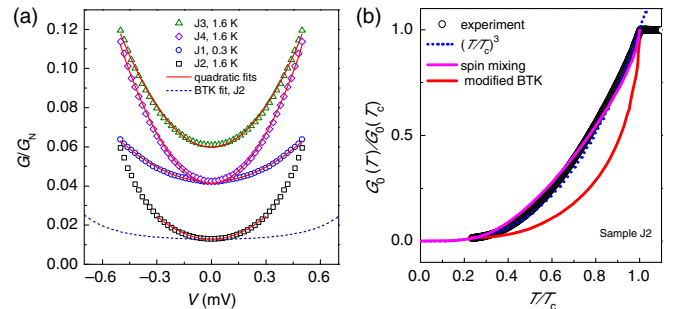 (a)
J3, 1.6 K
J4, 1.6 K
J1, 0.3 K
J2, 1.6 K
quadratic fits
BTK fit, J2
G/G_N
0.12
0.10
0.08
0.06
0.04
0.02
0.00
−0.6 −0.3 0.0 0.3 0.6
V (mV)
(b)
experiment
(T/T_c)^3
spin mixing
modified BTK
G_0(T)/G_0(T_c)
1.0
0.5
0.0
Sample J2
0.0 0.2 0.4 0.6 0.8 1.0
T/T_c